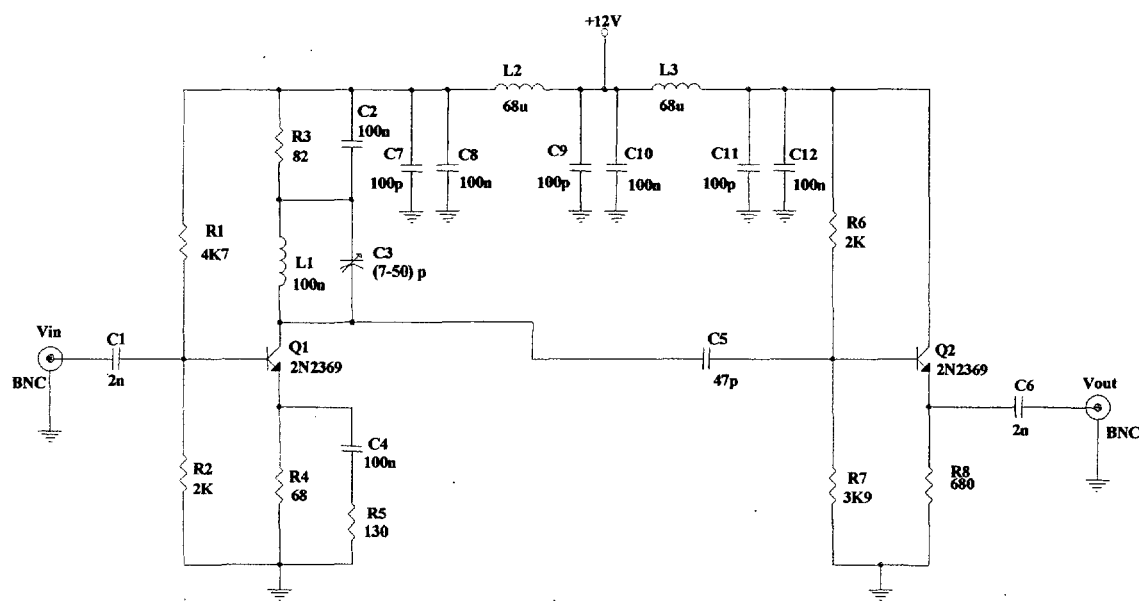 +12V
L2
68u
L3
68u
R3
82
C2
100n
C7
100p
C8
100n
C9
100p
C10
100n
C11
100p
C12
100n
R1
4K7
L1
100n
C3
(7-50) p
R6
2K
Vin
BNC
C1
2n
Q1
2N2369
C5
47p
Q2
2N2369
C6
2n
Vout
BNC
R2
2K
R4
68
C4
100n
R5
130
R7
3K9
R8
680